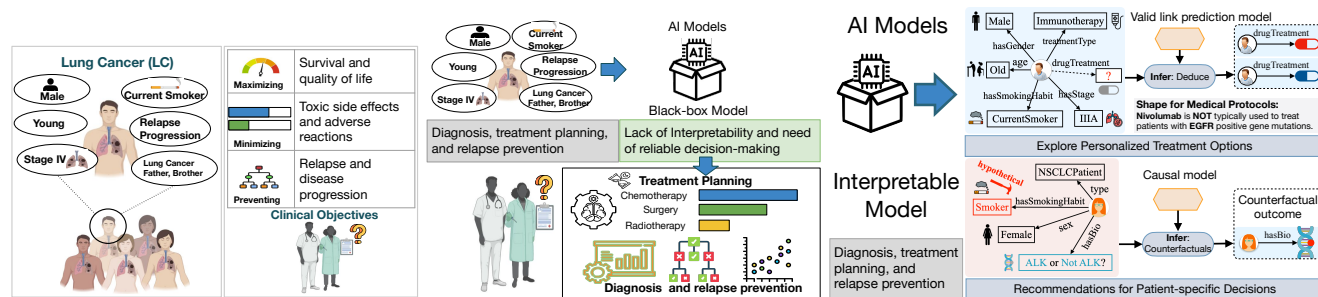 Lung Cancer (LC)
Male
Current Smoker
Young
Relapse
Progression
Stage IV
Lung Cancer
Father, Brother
Maximizing
Survival and
quality of life
Minimizing
Toxic side effects
and adverse
reactions
Preventing
Relapse and
disease
progression
Clinical Objectives
Male
Current
Smoker
Young
Relapse
Progression
Stage IV
Lung Cancer
Father, Brother
AI Models
AI
Black-box Model
Diagnosis, treatment planning,
and relapse prevention
Lack of Interpretability and need
of reliable decision-making
Treatment Planning
Chemotherapy
Surgery
Radiotherapy
Diagnosis and relapse prevention
AI Models
AI
Interpretable
Model
Diagnosis, treatment
planning, and
relapse prevention
Male
Immunotherapy
hasGender
treatmentType
Old
age
drugTreatment
?
hasSmokingHabit
hasStage
CurrentSmoker
IIIA
Valid link prediction model
Infer: Deduce
drugTreatment
drugTreatment
Shape for Medical Protocols:
Nivolumab is NOT typically used to treat
patients with EGFR positive gene mutations.
Explore Personalized Treatment Options
hypothetical
NSCLCPatient
type
Smoker
hasSmokingHabit
Female
sex
hasBio
ALK or Not ALK?
Causal model
Infer:
Counterfactuals
Counterfactual
outcome
hasBio
Recommendations for Patient-specific Decisions